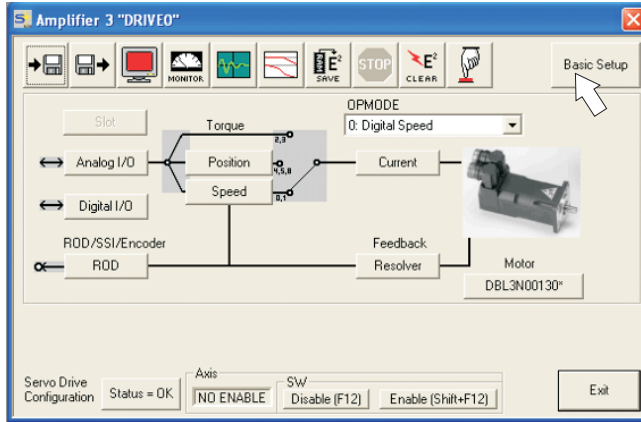 Amplifier 3 "DRIVE0"
MONITOR
E²
SAVE
STOP
E²
CLEAR
Basic Setup
OPMODE
Slot
Torque
0: Digital Speed
2,3
Analog I/O
Position
4,5,8
Current
Speed
0,1
Digital I/O
ROD/SSI/Encoder
Feedback
ROD
Resolver
Motor
DBL3N00130*
Servo Drive
Configuration
Status = OK
Axis
NO ENABLE
SW
Disable (F12)
Enable (Shift+F12)
Exit